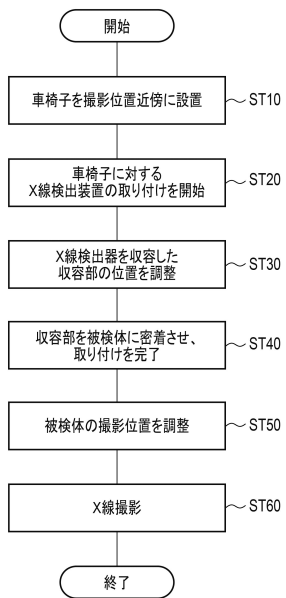 開始
車椅子を撮影位置近傍に設置
ST10
車椅子に対する
X線検出装置の取り付けを開始
ST20
X線検出器を収容した
収容部の位置を調整
ST30
収容部を被検体に密着させ、
取り付けを完了
ST40
被検体の撮影位置を調整
ST50
X線撮影
ST60
終了